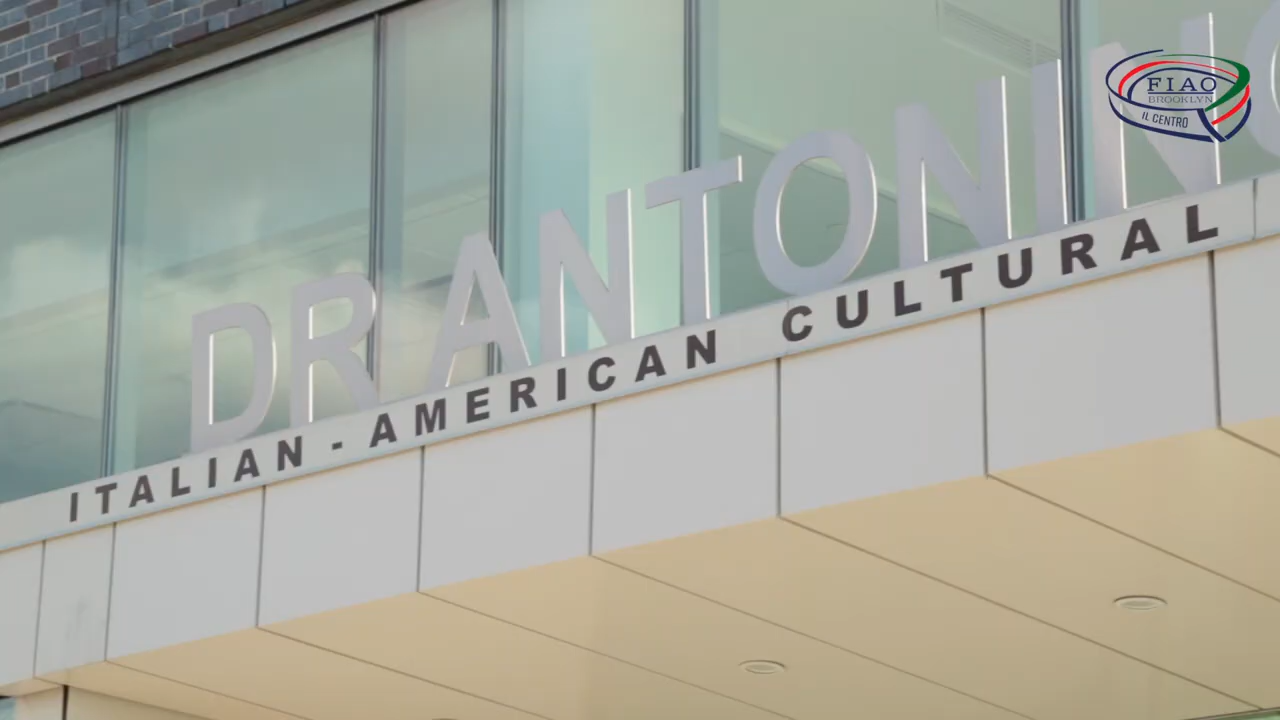 DR ANTONINO
ITALIAN - AMERICAN CULTURAL
FIAO
BROOKLYN
IL CENTRO